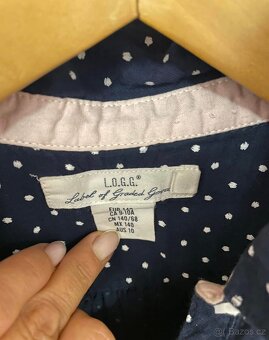 L.O.G.G.®
Label of Graded Goods
EUR 140
CA 9-10A
CN 140/68
MX 140
AUS 10
Bazos.cz